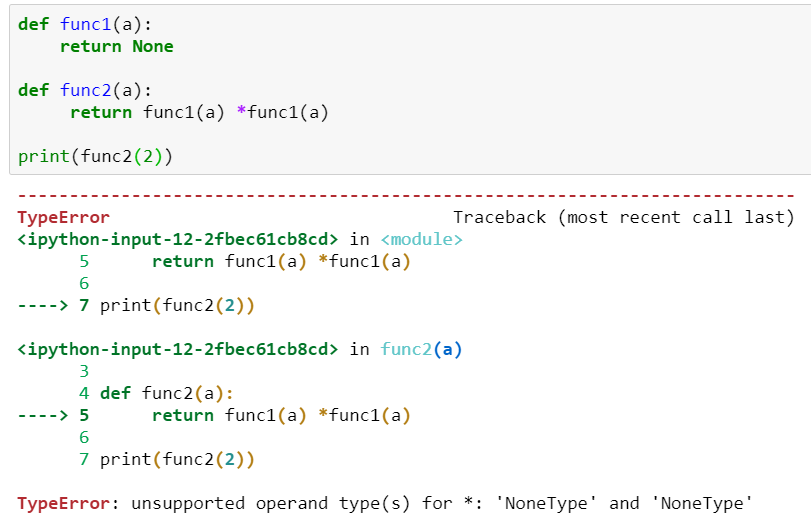 def func1(a):
    return None
def func2(a):
     return func1(a) *func1(a)
print(func2(2))
---------------------------------------------------------------------------
TypeError                                 Traceback (most recent call last)
<ipython-input-12-2fbec61cb8cd> in <module>
      5      return func1(a) *func1(a)
      6
----> 7 print(func2(2))
<ipython-input-12-2fbec61cb8cd> in func2(a)
      3
      4 def func2(a):
----> 5      return func1(a) *func1(a)
      6
      7 print(func2(2))
TypeError: unsupported operand type(s) for *: 'NoneType' and 'NoneType'